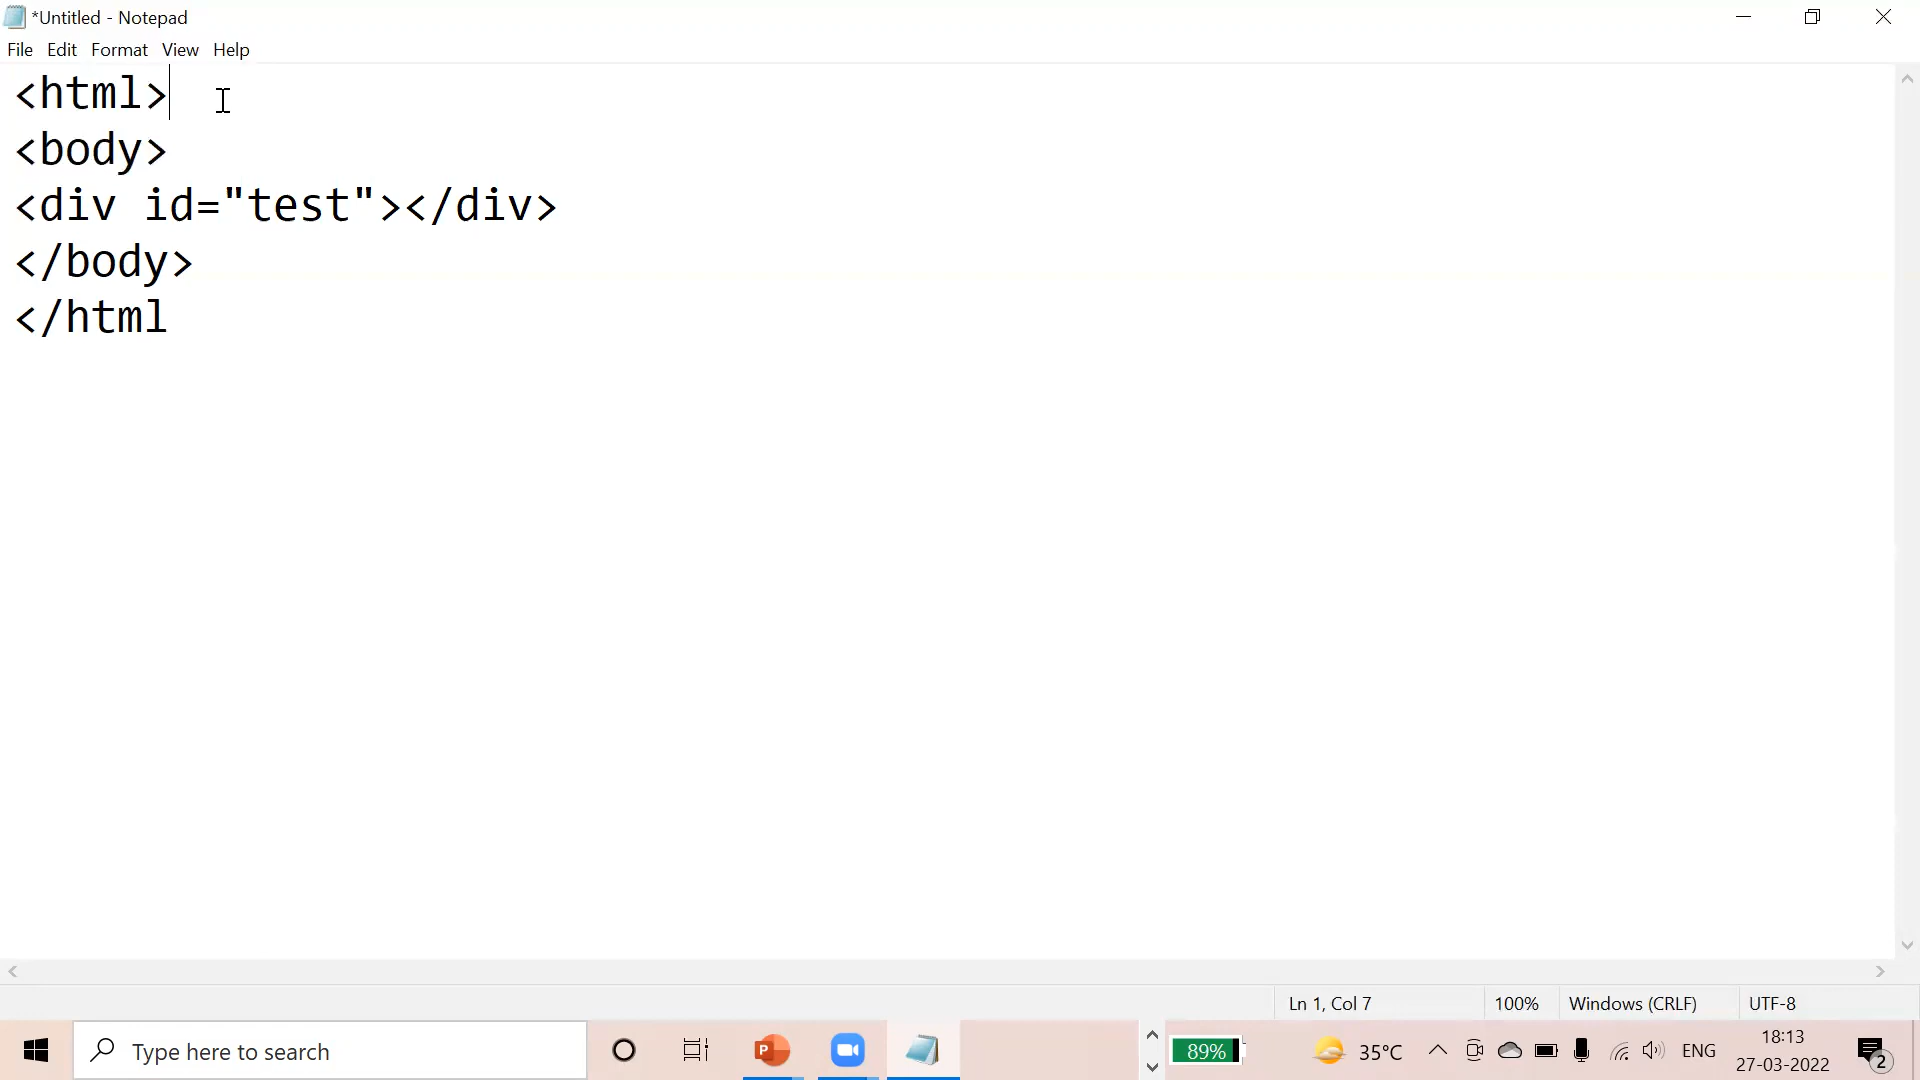 *Untitled - Notepad
File Edit Format View Help
<html>
<body>
<div id="test"></div>
</body>
</html
Ln 1, Col 7 100% Windows (CRLF) UTF-8
Type here to search
P
89%
35°C
ENG
18:13
27-03-2022
2